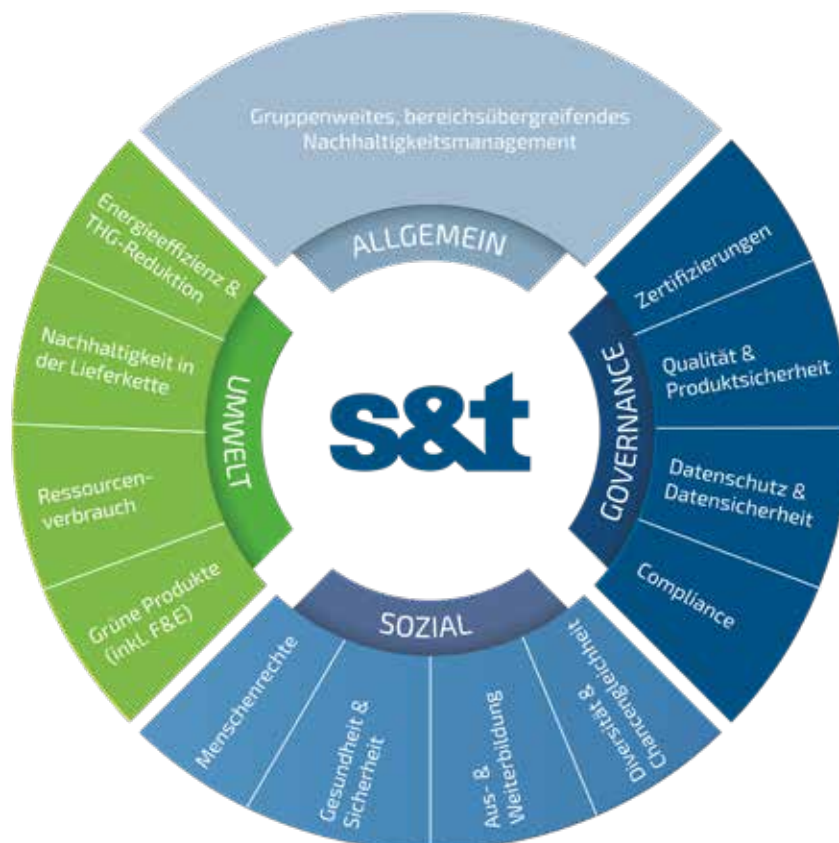 Gruppenweites, bereichsübergreifendes
Nachhaltigkeitsmanagement
ALLGEMEIN
Zertifizierungen
Qualität &
Produktsicherheit
Datenschutz &
Datensicherheit
Compliance
GOVERNANCE
Diversität &
Chancengleichheit
Aus- &
Weiterbildung
Gesundheit &
Sicherheit
Menschenrechte
SOZIAL
Grüne Produkte
(inkl. F&E)
Ressourcen-
verbrauch
Nachhaltigkeit in
der Lieferkette
Energieeffizienz &
THG-Reduktion
UMWELT
s&t